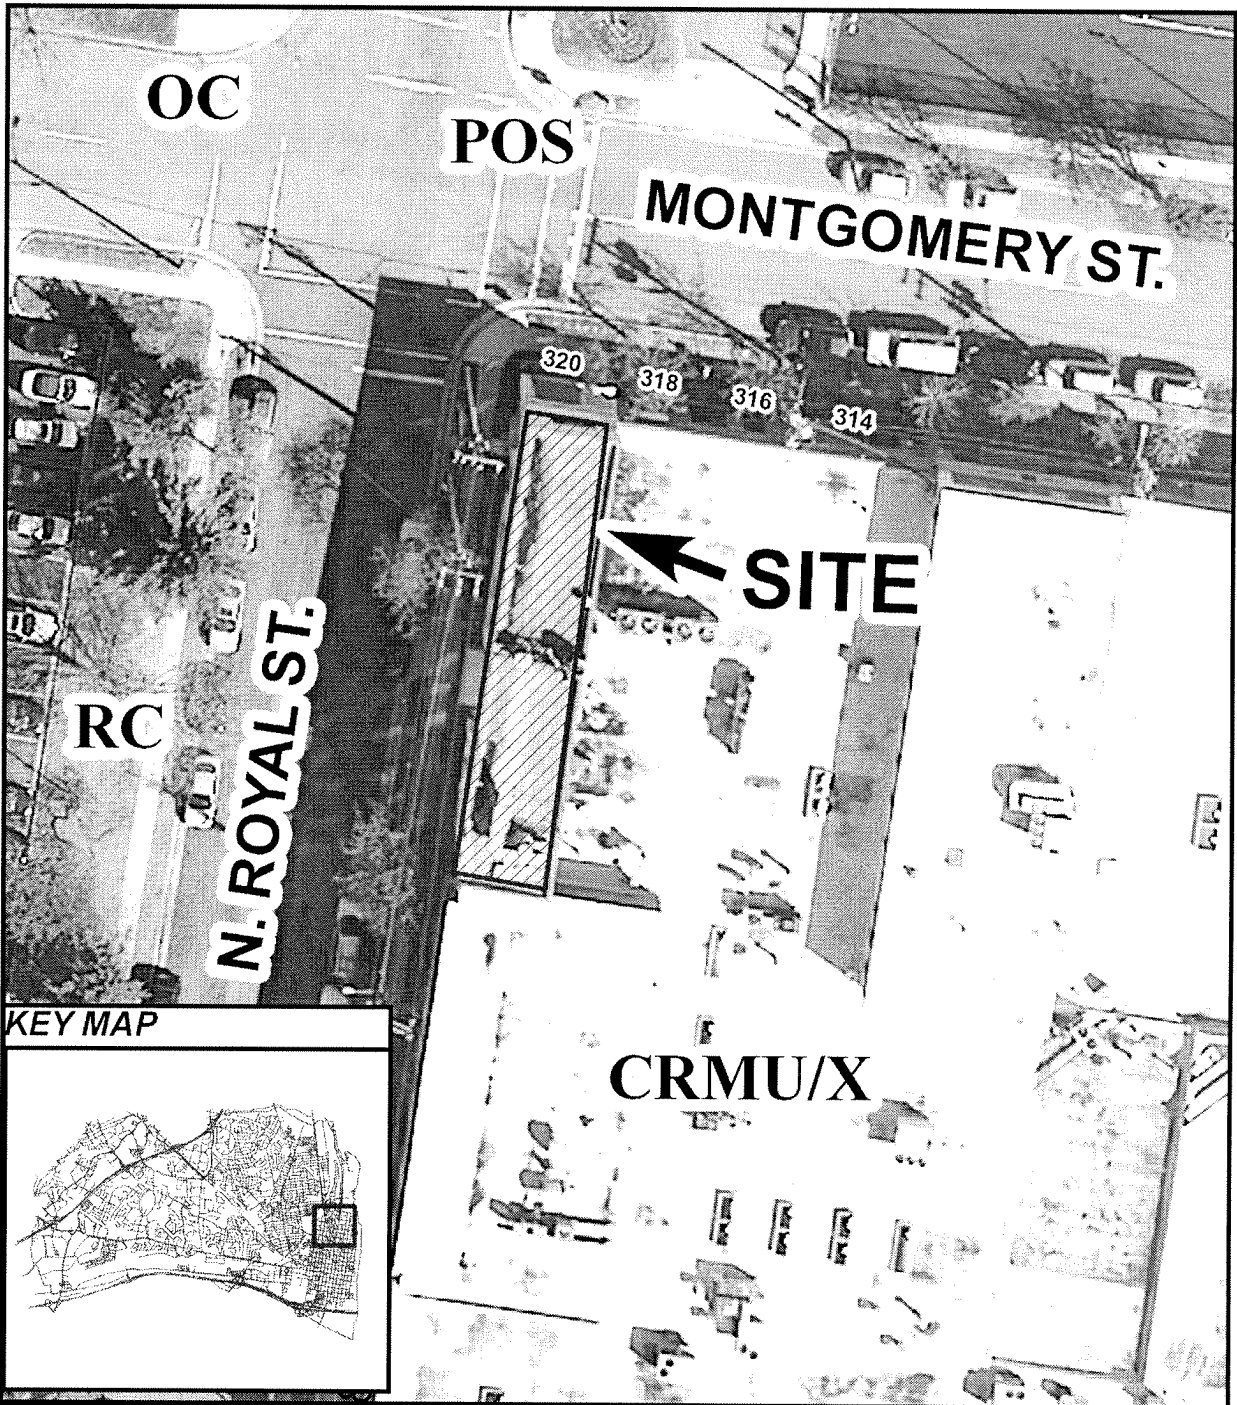 OC
POS
MONTGOMERY ST.
320
318
316
314
SITE
RC
N. ROYAL ST.
KEY MAP
CRMU/X